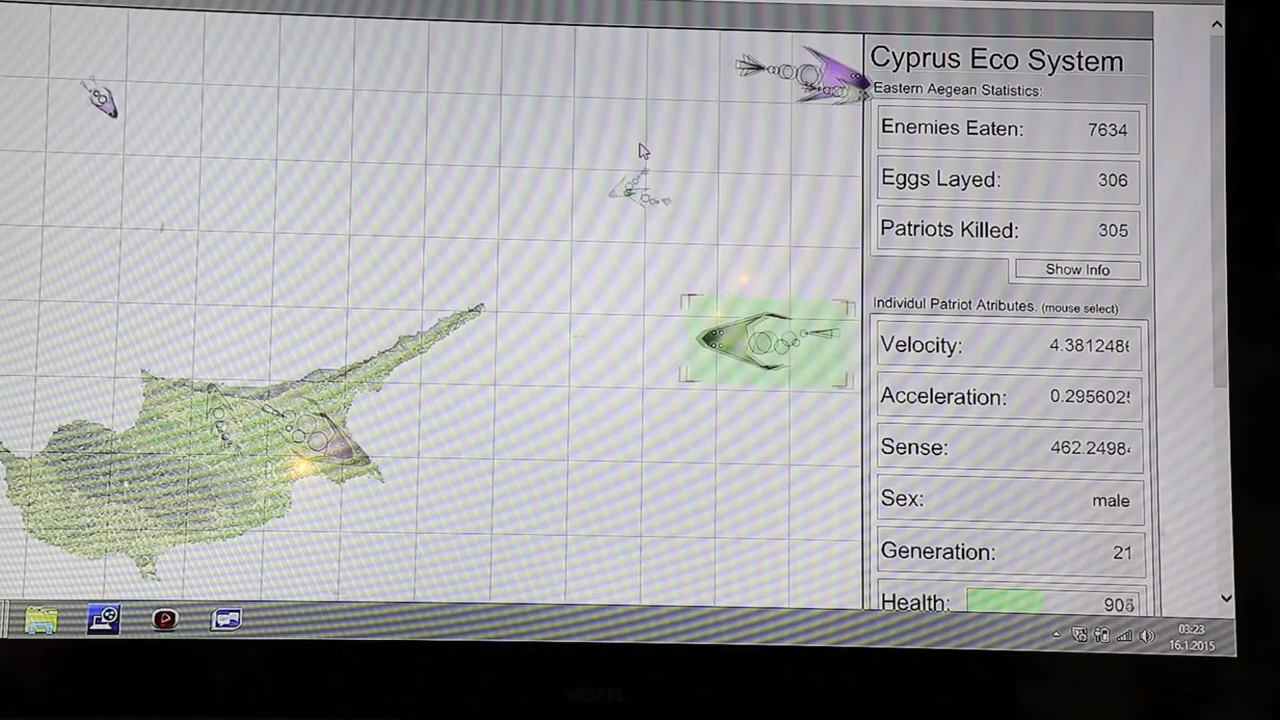 Cyprus Eco System
Eastern Aegean Statistics:
Enemies Eaten: 7634
Eggs Layed: 306
Patriots Killed: 305
Show Info
Individul Patriot Atributes. (mouse select)
Velocity: 4.381248
Acceleration: 0.295602
Sense: 462.2498
Sex: male
Generation: 21
Health:
03:23
16.1.2015